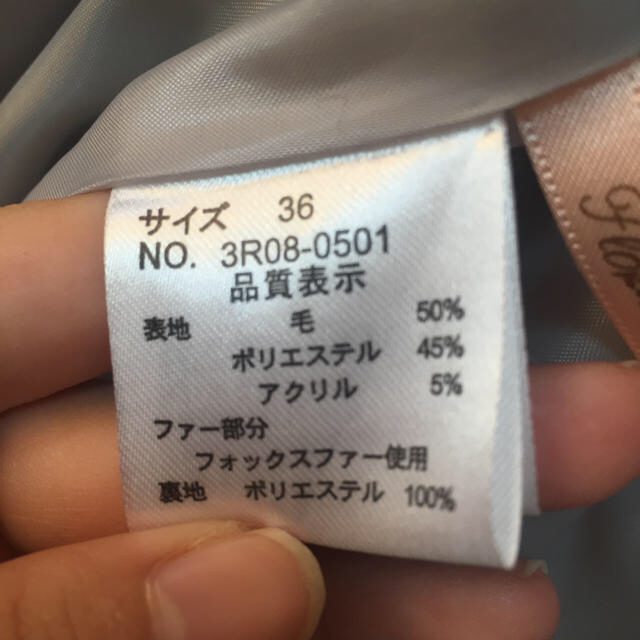 サイズ 36
NO. 3R08-0501
品質表示
表地 毛 50%
ポリエステル 45%
アクリル 5%
ファー部分
フォックスファー使用
裏地 ポリエステル 100%